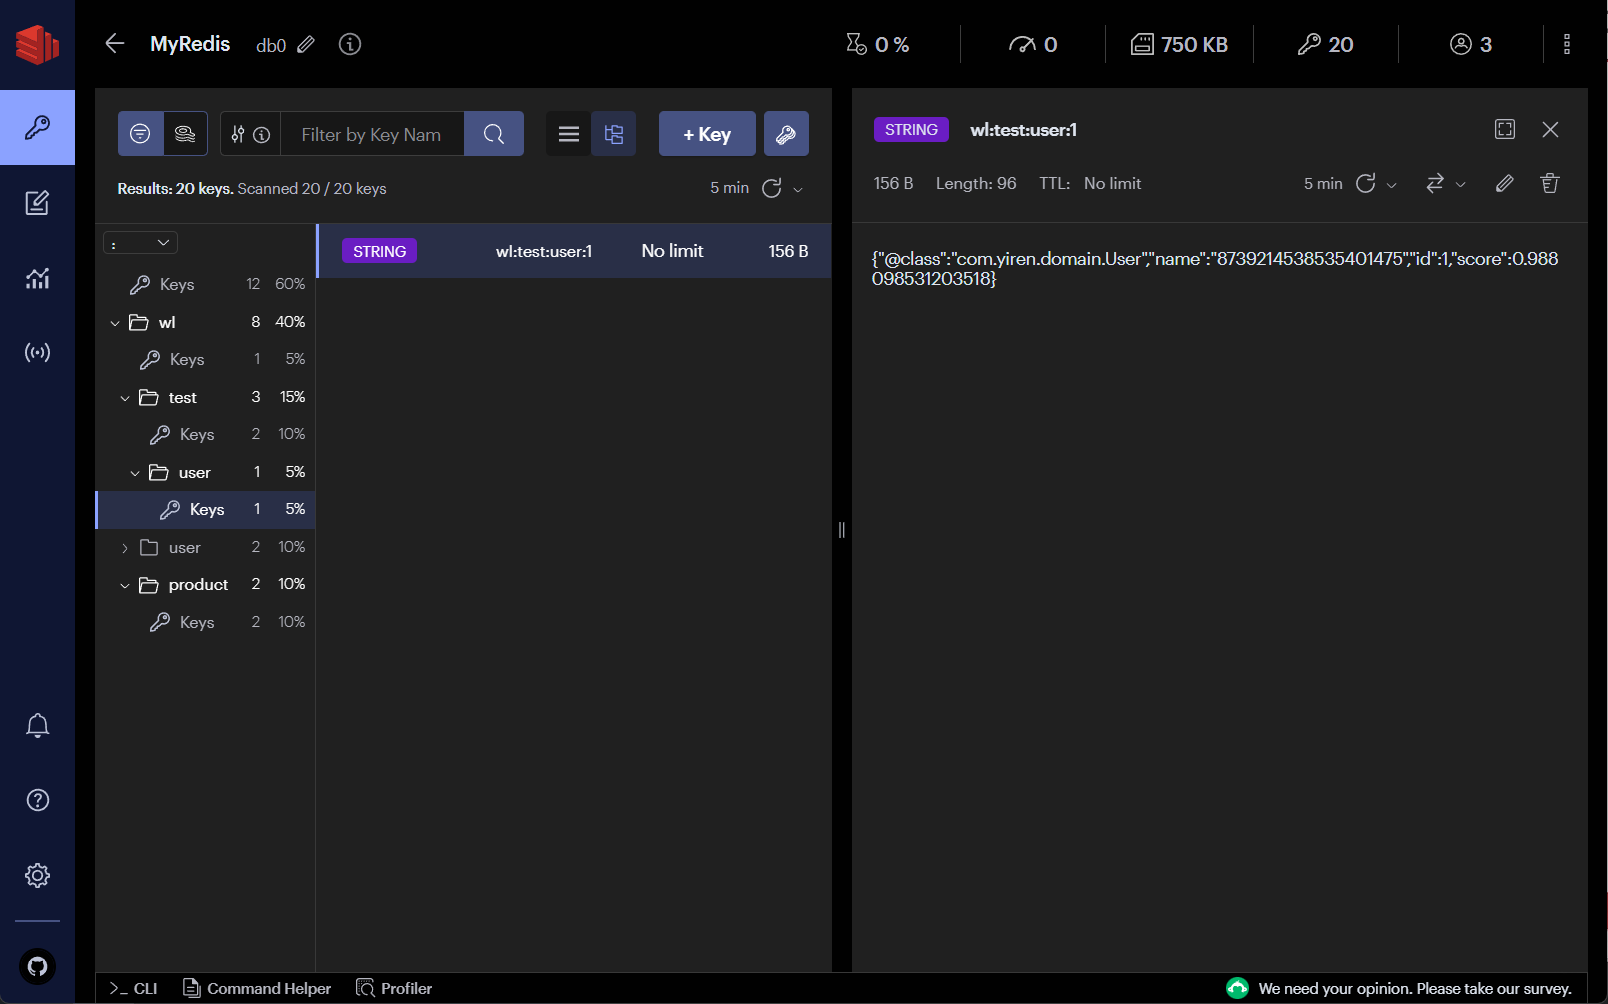 MyRedis db0 0 % 0 750 KB 20 3
Filter by Key Nam + Key
Results: 20 keys. Scanned 20 / 20 keys 5 min
:
Keys 12 60%
wl 8 40%
Keys 1 5%
test 3 15%
Keys 2 10%
user 1 5%
Keys 1 5%
user 2 10%
product 2 10%
Keys 2 10%
STRING wl:test:user:1 No limit 156 B
STRING wl:test:user:1
156 B Length: 96 TTL: No limit 5 min
{"@class":"com.yiren.domain.User","name":"8739214538535401475","id":1,"score":0.988
098531203518}
>_ CLI Command Helper Profiler We need your opinion. Please take our survey.